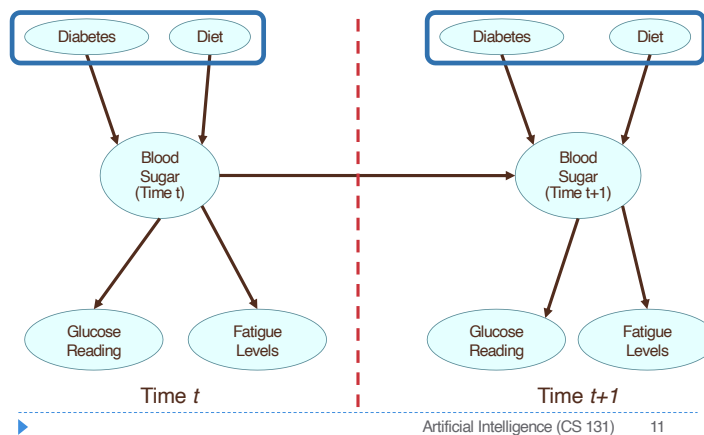 Diabetes
Diet
Diabetes
Diet
Blood
Sugar
(Time t)
Blood
Sugar
(Time t+1)
Glucose
Reading
Fatigue
Levels
Glucose
Reading
Fatigue
Levels
Time t
Time t+1
Artificial Intelligence (CS 131) 11